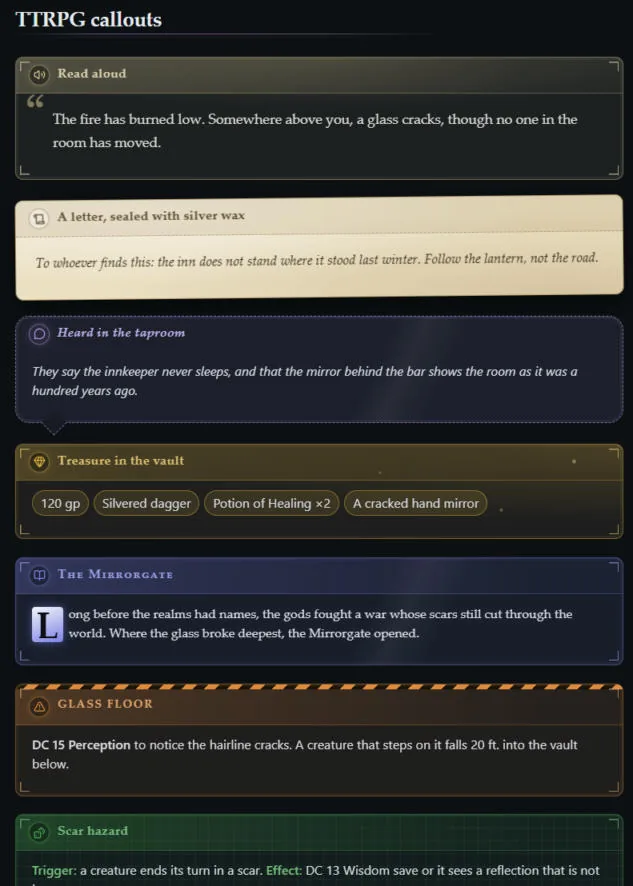 TTRPG callouts
Read aloud
“
The fire has burned low. Somewhere above you, a glass cracks, though no one in the
room has moved.
A letter, sealed with silver wax
To whoever finds this: the inn does not stand where it stood last winter. Follow the lantern, not the road.
Heard in the taproom
They say the innkeeper never sleeps, and that the mirror behind the bar shows the room as it was a
hundred years ago.
Treasure in the vault
120 gp Silvered dagger Potion of Healing ×2 A cracked hand mirror
The Mirrorgate
Long before the realms had names, the gods fought a war whose scars still cut through the
world. Where the glass broke deepest, the Mirrorgate opened.
GLASS FLOOR
DC 15 Perception to notice the hairline cracks. A creature that steps on it falls 20 ft. into the vault
below.
Scar hazard
Trigger: a creature ends its turn in a scar. Effect: DC 13 Wisdom save or it sees a reflection that is not